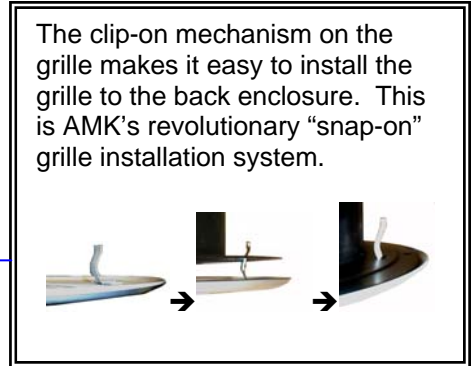 The clip-on mechanism on the
grille makes it easy to install the
grille to the back enclosure.  This
is AMK’s revolutionary “snap-on”
grille installation system.